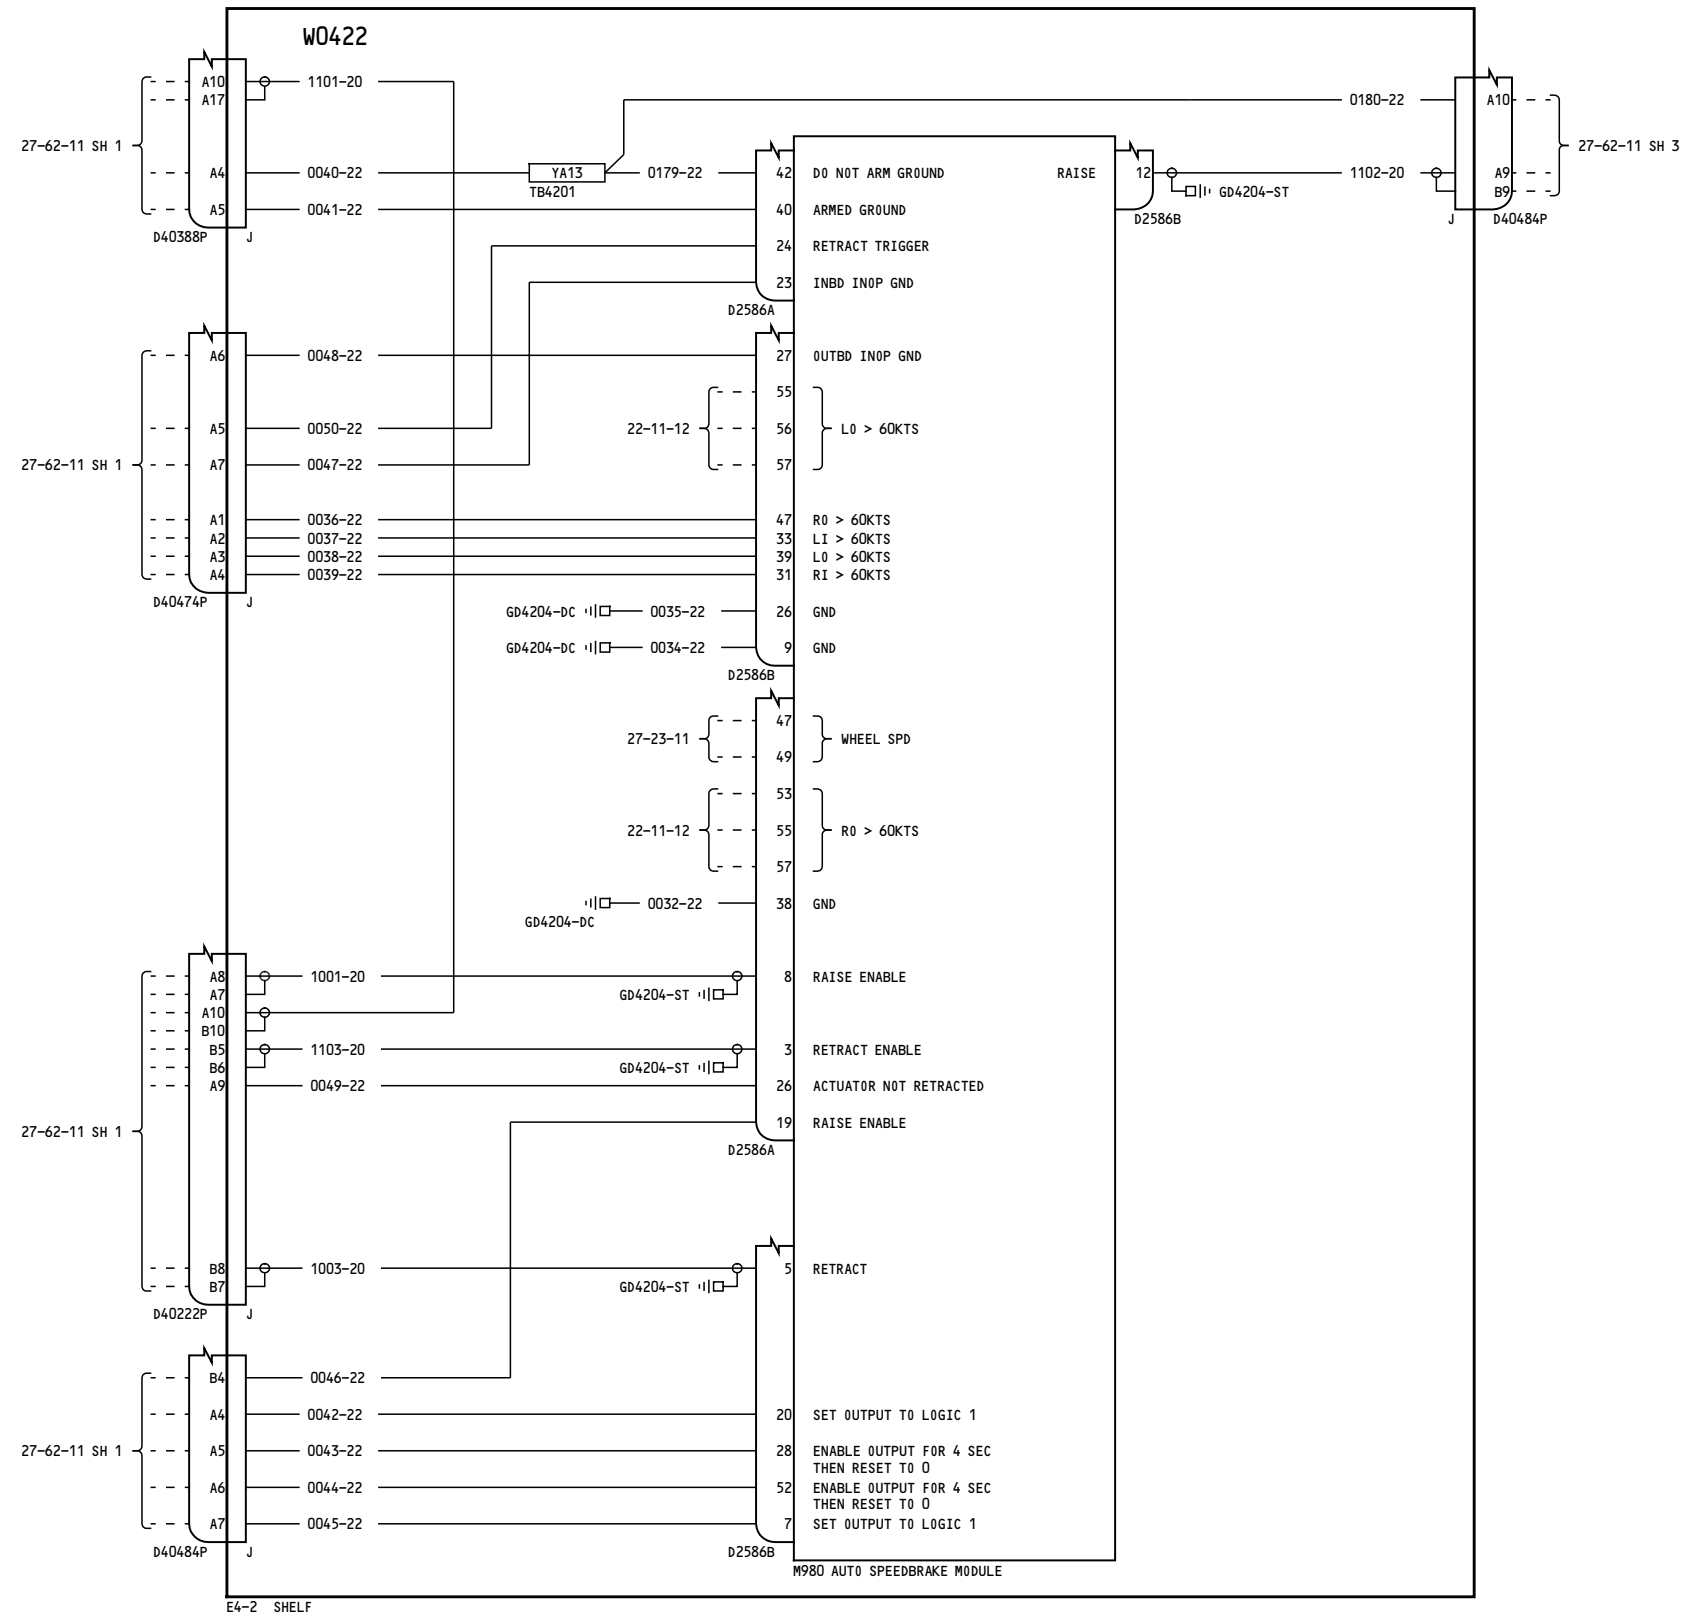 W0422
A10 1101-20
A17 0180-22 A10
27-62-11 SH 1 27-62-11 SH 3
A4 0040-22 YA13 0179-22 42 DO NOT ARM GROUND RAISE 12 1102-20 A9
TB4201 GD4204-ST B9
A5 0041-22 40 ARMED GROUND
D2586B J D40484P
D40388P J
24 RETRACT TRIGGER
23 INBD INOP GND
D2586A
A6 0048-22 27 OUTBD INOP GND
55
A5 0050-22 22-11-12 56 LO > 60KTS
27-62-11 SH 1 A7 0047-22 57
A1 0036-22 47 RO > 60KTS
A2 0037-22 33 LI > 60KTS
A3 0038-22 39 LO > 60KTS
A4 0039-22 31 RI > 60KTS
D40474P J
GD4204-DC 0035-22 26 GND
GD4204-DC 0034-22 9 GND
D2586B
47
27-23-11 WHEEL SPD
49
53
22-11-12 55 RO > 60KTS
57
0032-22 38 GND
GD4204-DC
A8 1001-20 8 RAISE ENABLE
A7 GD4204-ST
A10
B10
B5 1103-20 3 RETRACT ENABLE
B6 GD4204-ST
A9 0049-22 26 ACTUATOR NOT RETRACTED
19 RAISE ENABLE
27-62-11 SH 1
D2586A
B8 1003-20 5 RETRACT
B7 GD4204-ST
D40222P J
B4 0046-22
A4 0042-22 20 SET OUTPUT TO LOGIC 1
27-62-11 SH 1 A5 0043-22 28 ENABLE OUTPUT FOR 4 SEC
THEN RESET TO 0
A6 0044-22 52 ENABLE OUTPUT FOR 4 SEC
THEN RESET TO 0
A7 0045-22 7 SET OUTPUT TO LOGIC 1
D40484P J D2586B
M980 AUTO SPEEDBRAKE MODULE
E4-2 SHELF